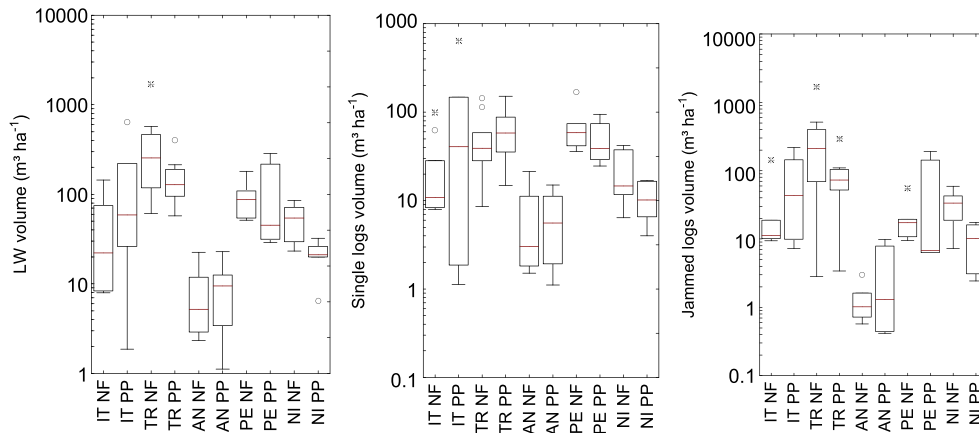 LW volume (m³ ha⁻¹)
10000
1000
100
10
1
IT NF
IT PP
TR NF
TR PP
AN NF
AN PP
PE NF
PE PP
NI NF
NI PP
Single logs volume (m³ ha⁻¹)
1000
100
10
1
0.1
IT NF
IT PP
TR NF
TR PP
AN NF
AN PP
PE NF
PE PP
NI NF
NI PP
Jammed logs volume (m³ ha⁻¹)
10000
1000
100
10
1
0.1
IT NF
IT PP
TR NF
TR PP
AN NF
AN PP
PE NF
PE PP
NI NF
NI PP